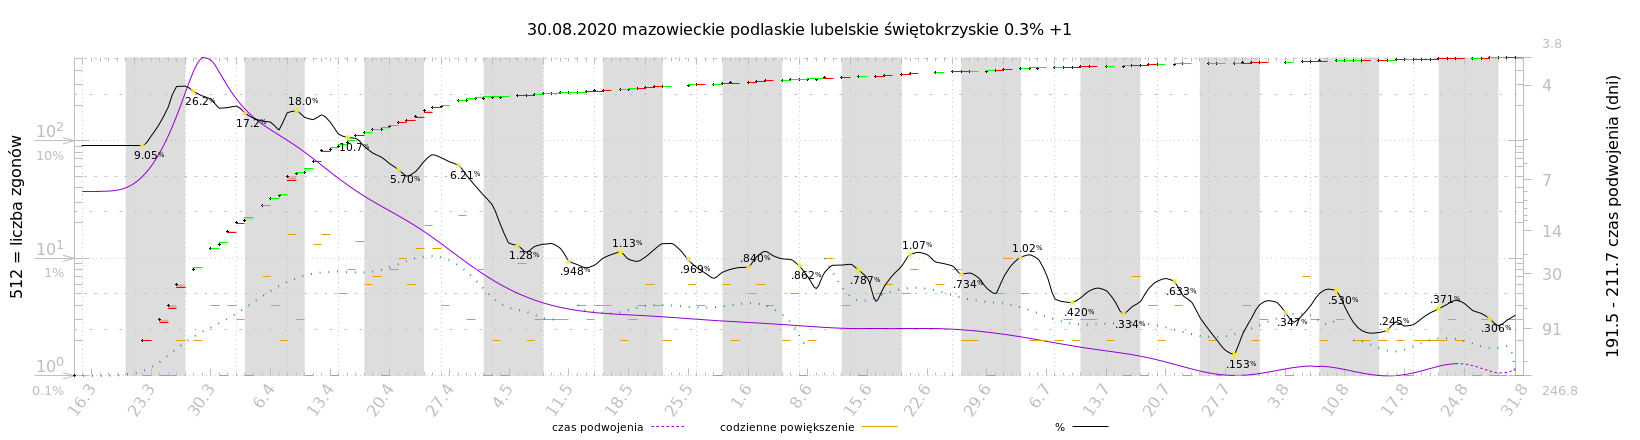 30.08.2020 mazowieckie podlaskie lubelskie świętokrzyskie 0.3% +1
512 = liczba zgonów
10² 10% 10¹ 1% 10⁰ 0.1%
9.05% 26.2% 17.2% 18.0% 10.7% 5.70% 6.21% 1.28% .948% 1.13% .969% .840% .862% .787% 1.07% .734% 1.02% .420% .334% .633% .153% .347% .530% .245% .371% .306%
3.8
4
7
14
30
91
246.8
191.5 - 211.7 czas podwojenia (dni)
16.3 23.3 30.3 6.4 13.4 20.4 27.4 4.5 11.5 18.5 25.5 1.6 8.6 15.6 22.6 29.6 6.7 13.7 20.7 27.7 3.8 10.8 17.8 24.8 31.8
czas podwojenia codzienne powiększenie %